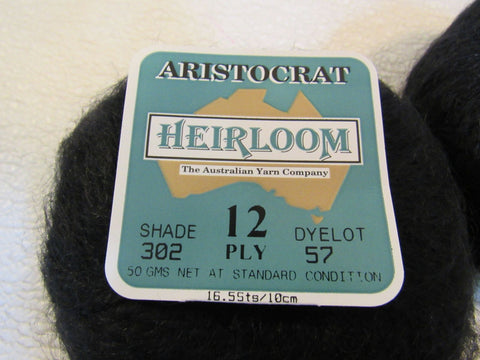 ARISTOCRAT
HEIRLOOM
The Australian Yarn Company
SHADE 12 DYELOT
302 PLY 57
50 GMS NET AT STANDARD CONDITION
16.5Sts/10cm